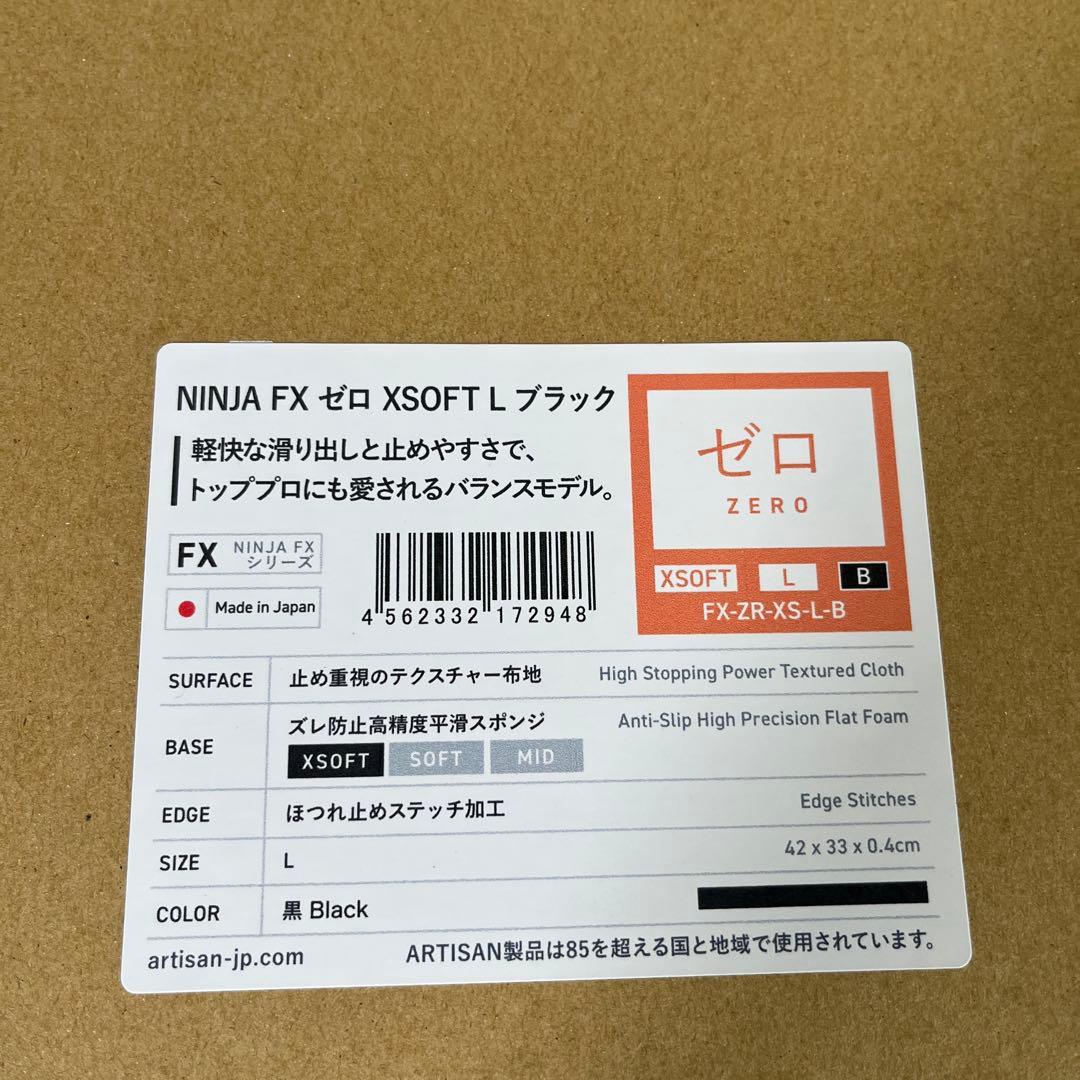 NINJA FX ゼロ XSOFT L ブラック
軽快な滑り出しと止めやすさで、
トッププロにも愛されるバランスモデル。
FX NINJA FX シリーズ
Made in Japan
4 562332 172948
ゼロ
ZERO
XSOFT L B
FX-ZR-XS-L-B
SURFACE 止め重視のテクスチャー布地 High Stopping Power Textured Cloth
BASE ズレ防止高精度平滑スポンジ Anti-Slip High Precision Flat Foam
XSOFT SOFT MID
EDGE ほつれ止めステッチ加工 Edge Stitches
SIZE L 42 x 33 x 0.4cm
COLOR 黒 Black
artisan-jp.com ARTISAN製品は85を超える国と地域で使用されています。